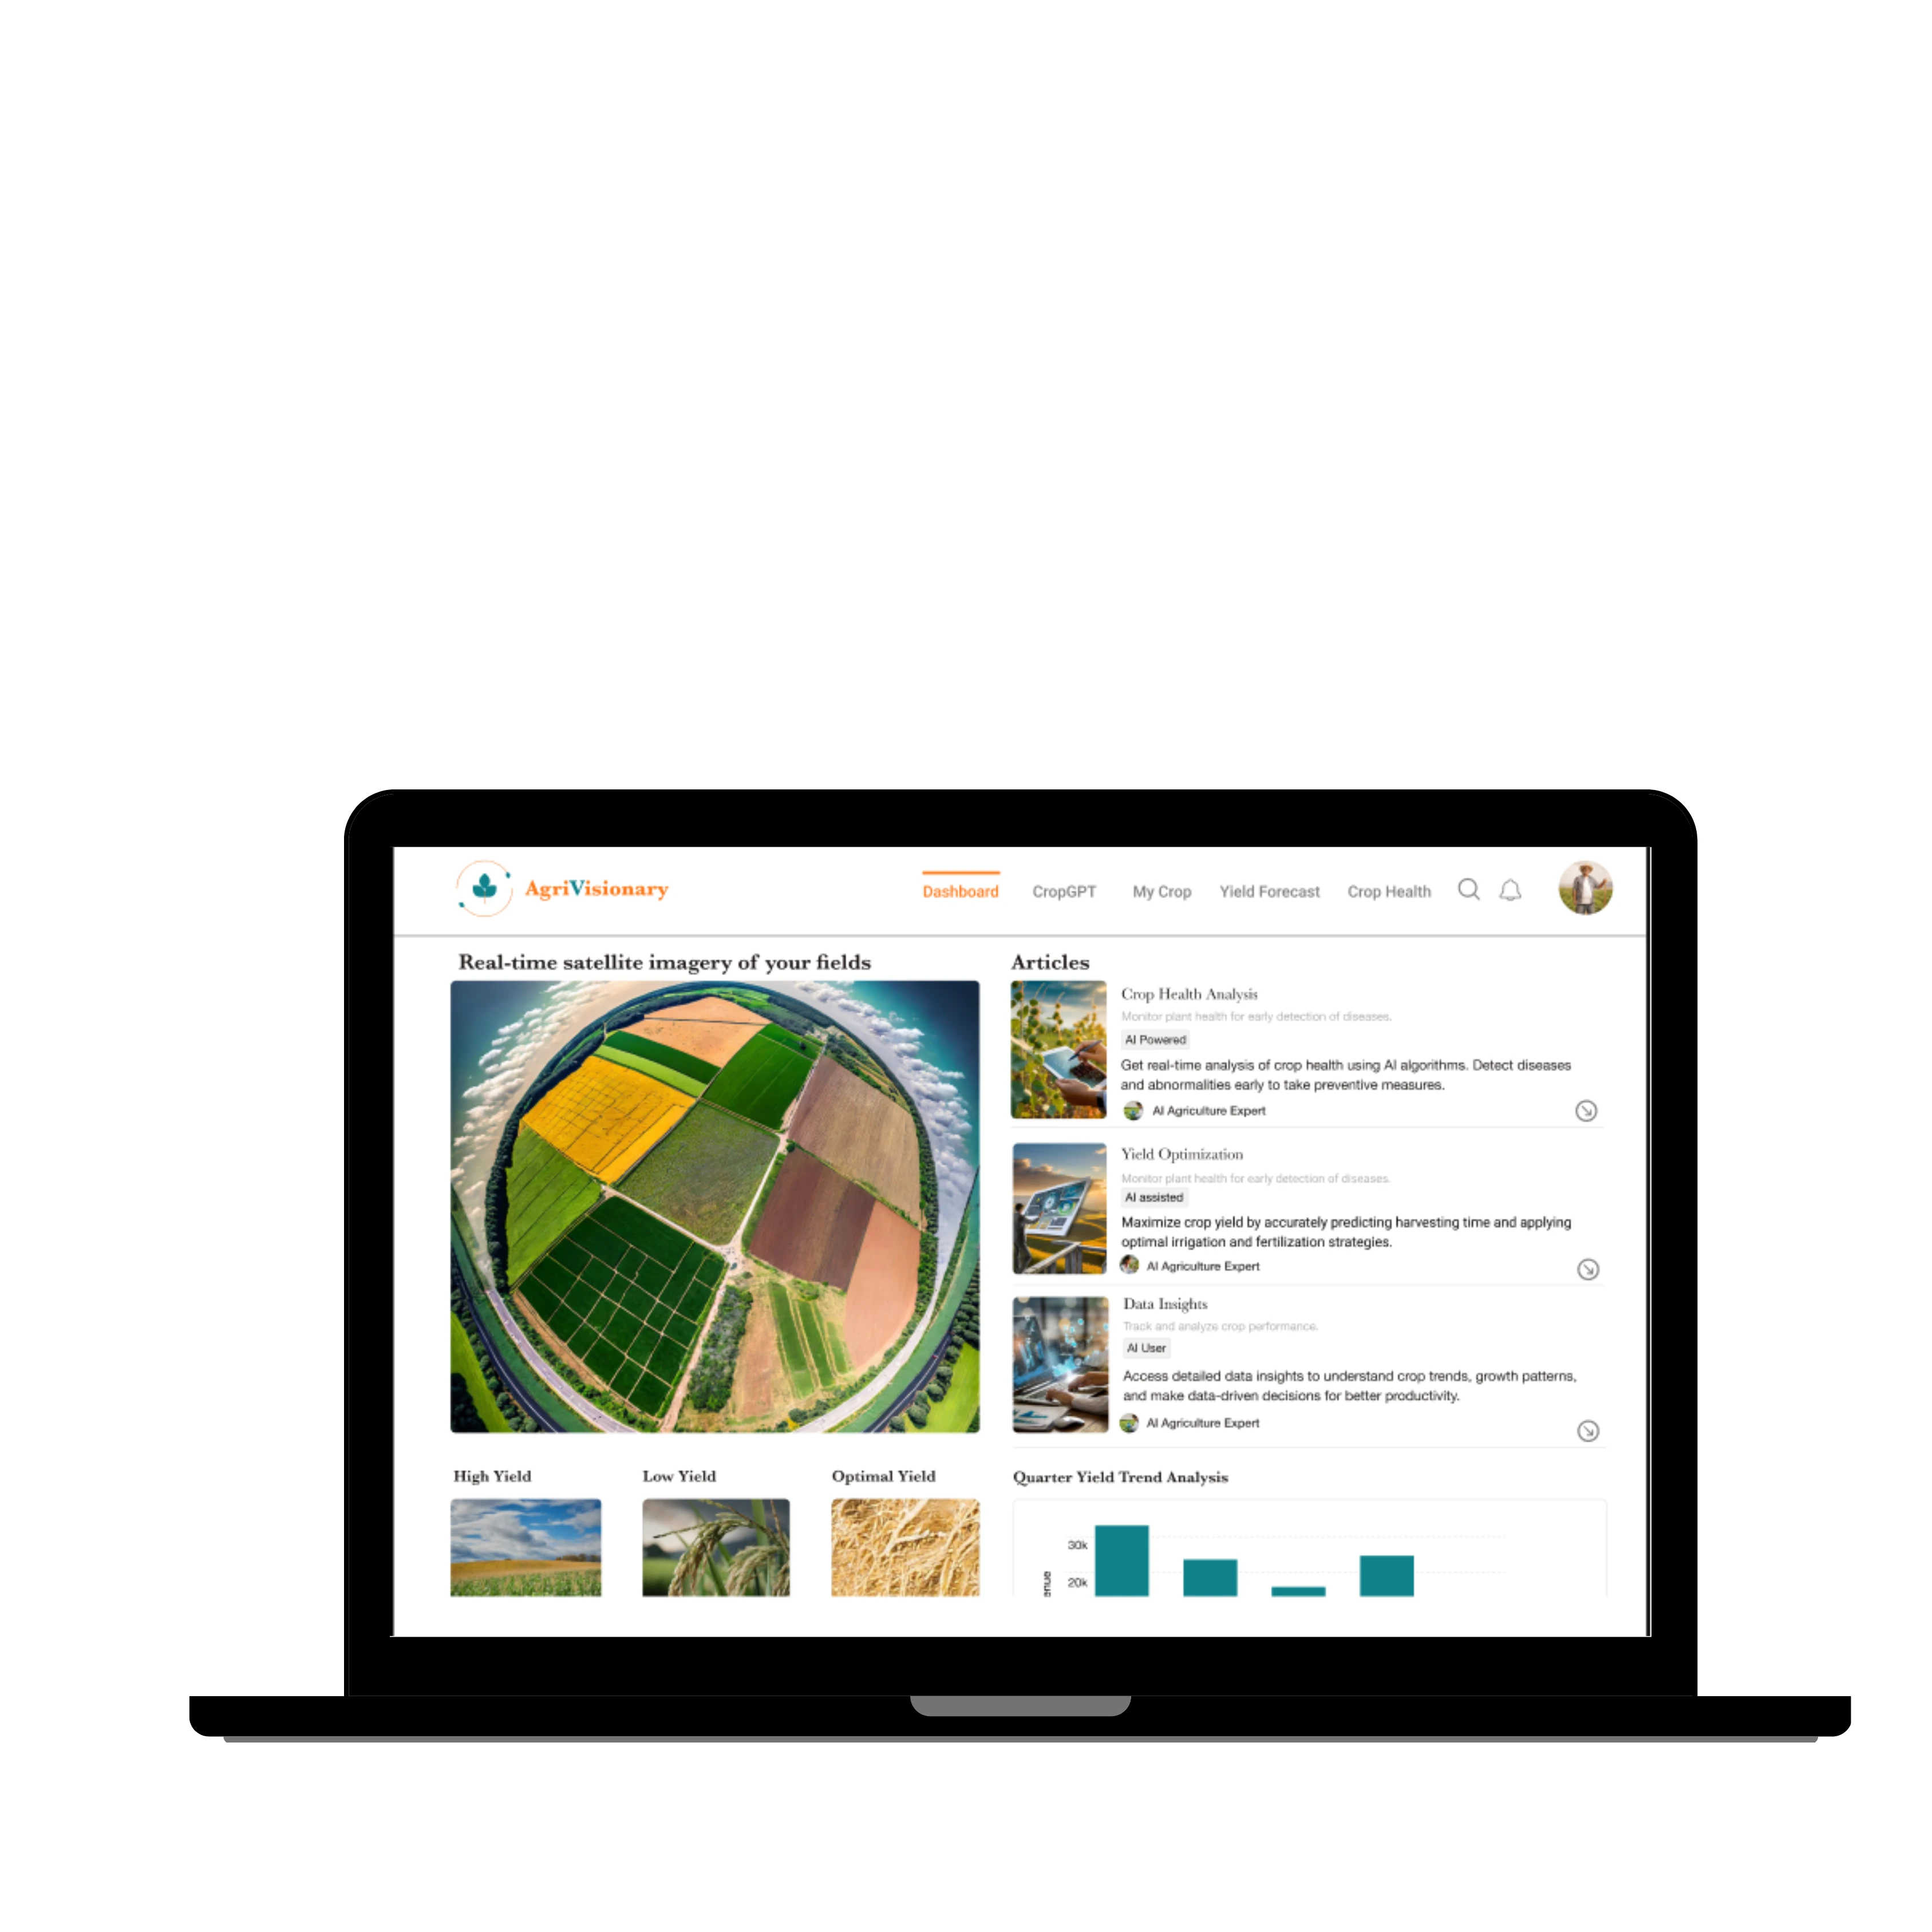 AgriVisionary
Dashboard
CropGPT
My Crop
Yield Forecast
Crop Health
Real-time satellite imagery of your fields
Articles
Crop Health Analysis
Monitor plant health for early detection of diseases.
AI Powered
Get real-time analysis of crop health using AI algorithms. Detect diseases
and abnormalities early to take preventive measures.
AI Agriculture Expert
Yield Optimization
Monitor plant health for early detection of diseases.
AI assisted
Maximize crop yield by accurately predicting harvesting time and applying
optimal irrigation and fertilization strategies.
AI Agriculture Expert
Data Insights
Track and analyze crop performance.
AI User
Access detailed data insights to understand crop trends, growth patterns,
and make data-driven decisions for better productivity.
AI Agriculture Expert
High Yield
Low Yield
Optimal Yield
Quarter Yield Trend Analysis
30k
20k